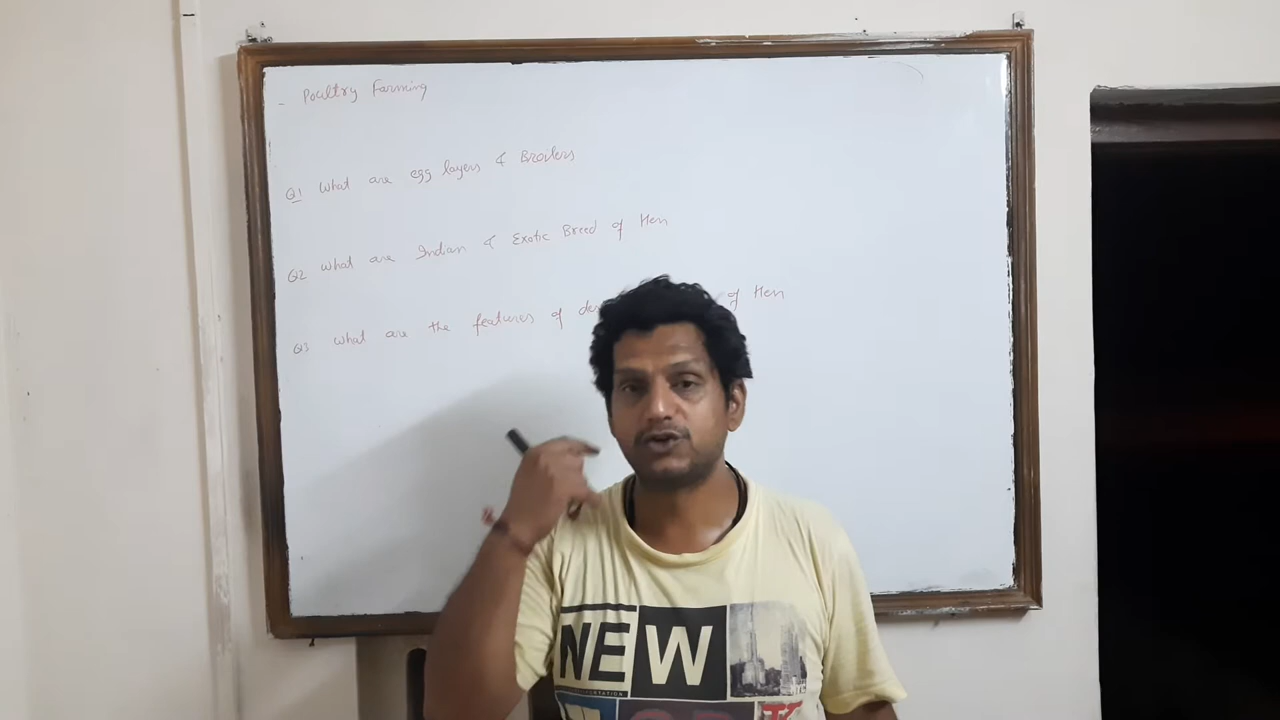 - Poultry Farming
Q1 What are egg layers & Broilers
Q2 What are Indian & Exotic Breed of Hen
Q3 What are the features of of Hen
NEW